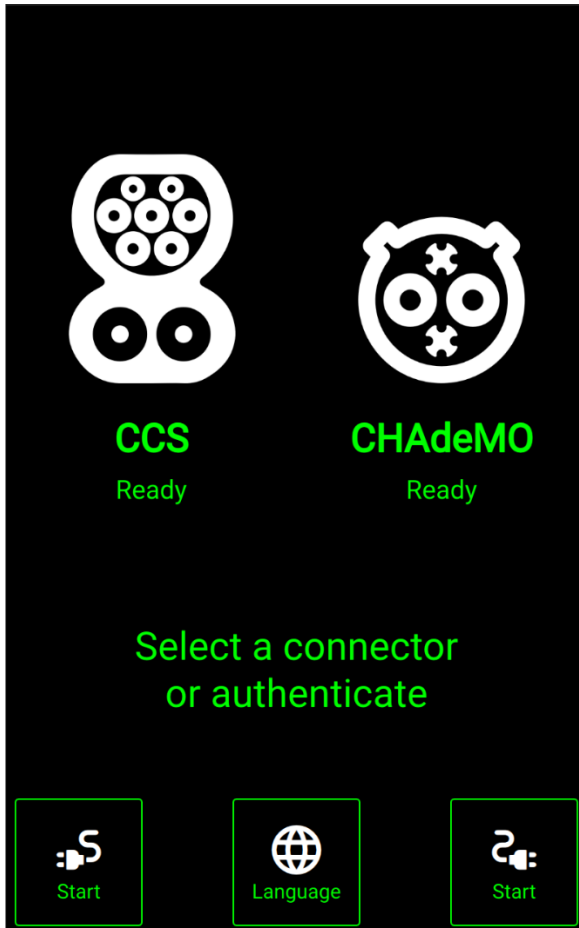 CCS
CHAdeMO
Ready
Ready
Select a connector
or authenticate
Start
Language
Start